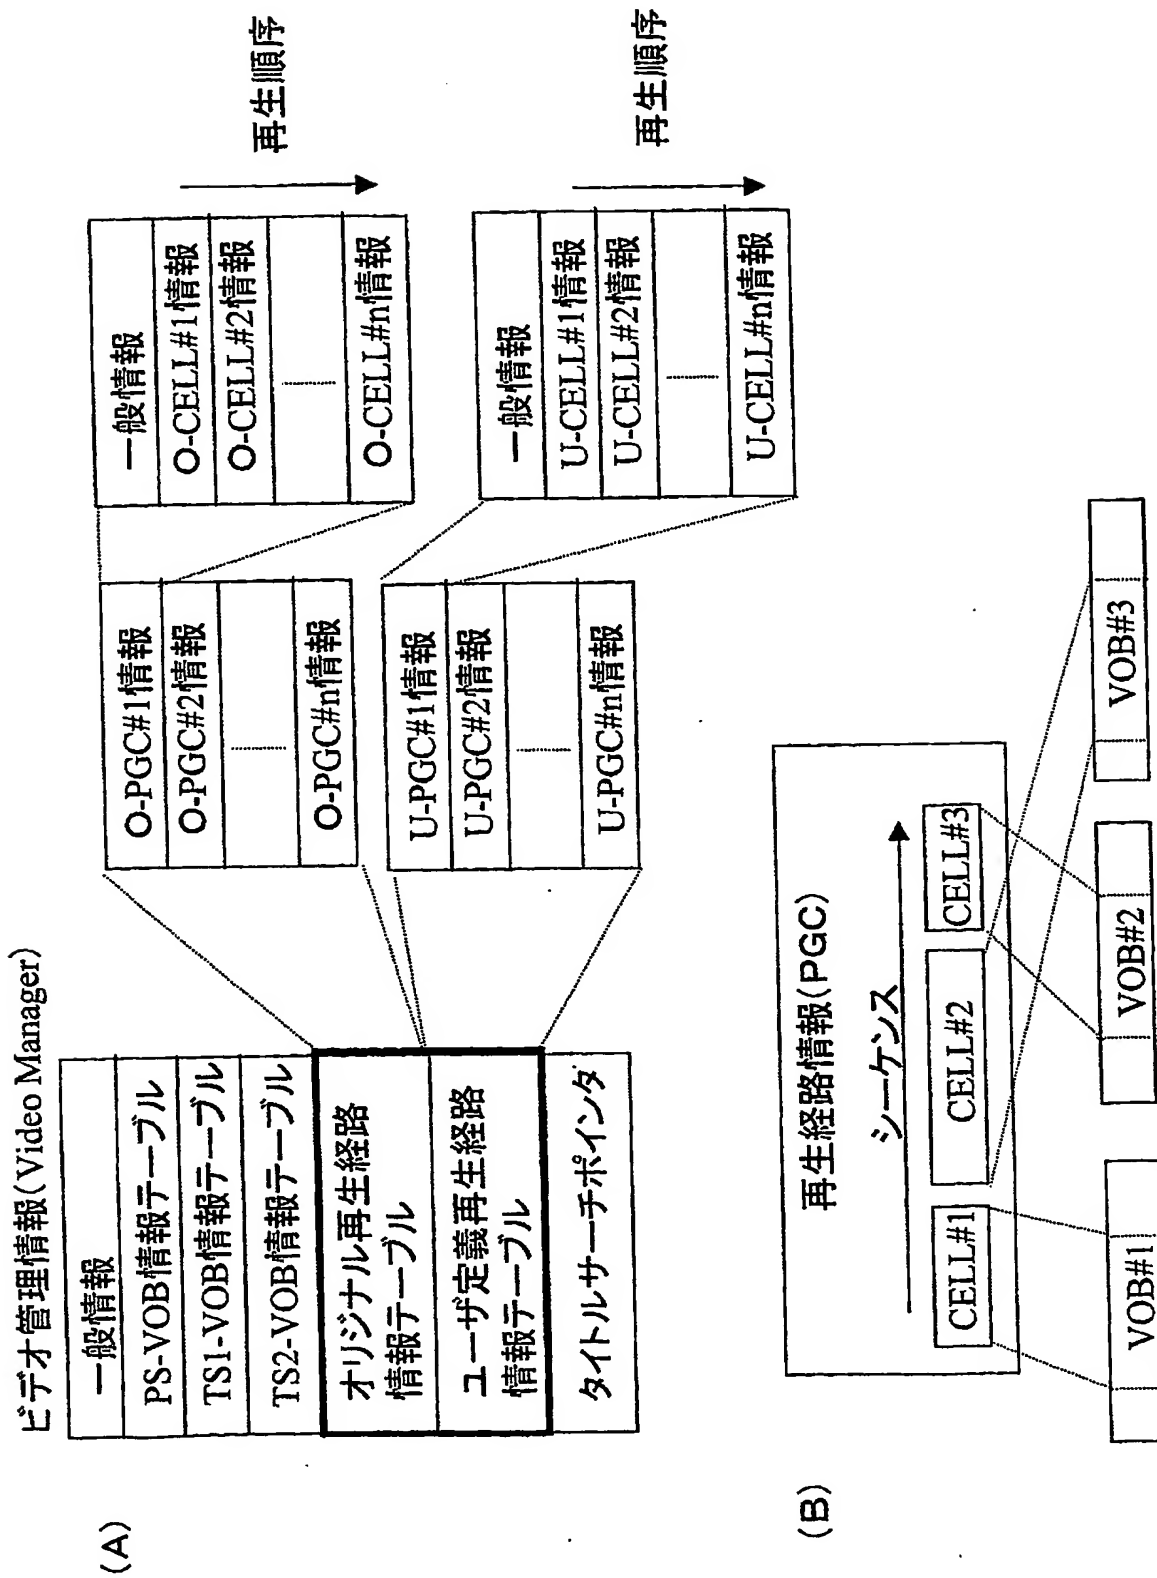 ビデオ管理情報(Video Manager)
(A)
一般情報
PS-VOB情報テーブル
TS1-VOB情報テーブル
TS2-VOB情報テーブル
オリジナル再生経路
情報テーブル
ユーザ定義再生経路
情報テーブル
タイトルサーチポインタ
O-PGC#1情報
O-PGC#2情報
O-PGC#n情報
U-PGC#1情報
U-PGC#2情報
U-PGC#n情報
一般情報
O-CELL#1情報
O-CELL#2情報
O-CELL#n情報
再生順序
一般情報
U-CELL#1情報
U-CELL#2情報
U-CELL#n情報
再生順序
(B)
再生経路情報(PGC)
シーケンス
CELL#1
CELL#2
CELL#3
VOB#1
VOB#2
VOB#3